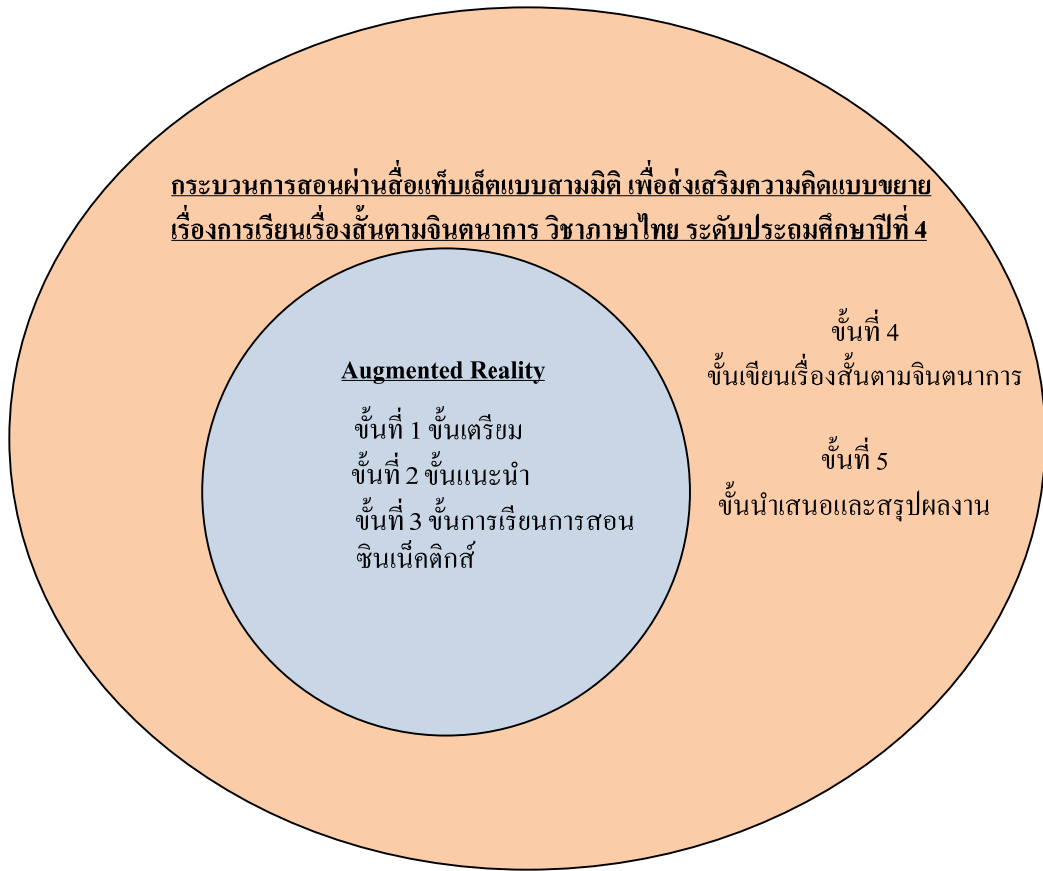 กระบวนการสอนผ่านสื่อแท็บเล็ตแบบสามมิติ เพื่อส่งเสริมความคิดแบบขยาย
เรื่องการเรียนเรื่องสั้นตามจินตนาการ วิชาภาษาไทย ระดับประถมศึกษาปีที่ 4
Augmented Reality
ขั้นที่ 1 ขั้นเตรียม
ขั้นที่ 2 ขั้นแนะนำ
ขั้นที่ 3 ขั้นการเรียนการสอน
ซินเน็คติกส์
ขั้นที่ 4
ขั้นเขียนเรื่องสั้นตามจินตนาการ
ขั้นที่ 5
ขั้นนำเสนอและสรุปผลงาน